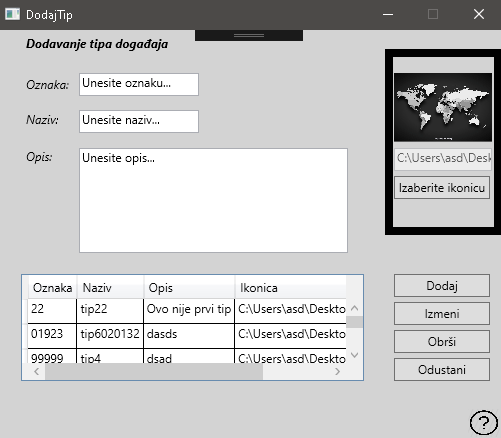 DodajTip
Dodavanje tipa događaja
Oznaka: Unesite oznaku...
Naziv: Unesite naziv...
Opis: Unesite opis...
C:\Users\asd\Desk
Izaberite ikonicu
Oznaka Naziv Opis Ikonica
22 tip22 Ovo nije prvi tip C:\Users\asd\Deskto
01923 tip6020132 dasds C:\Users\asd\Deskto
99999 tip4 dsad C:\Users\asd\Deskto
Dodaj
Izmeni
Obrši
Odustani
?